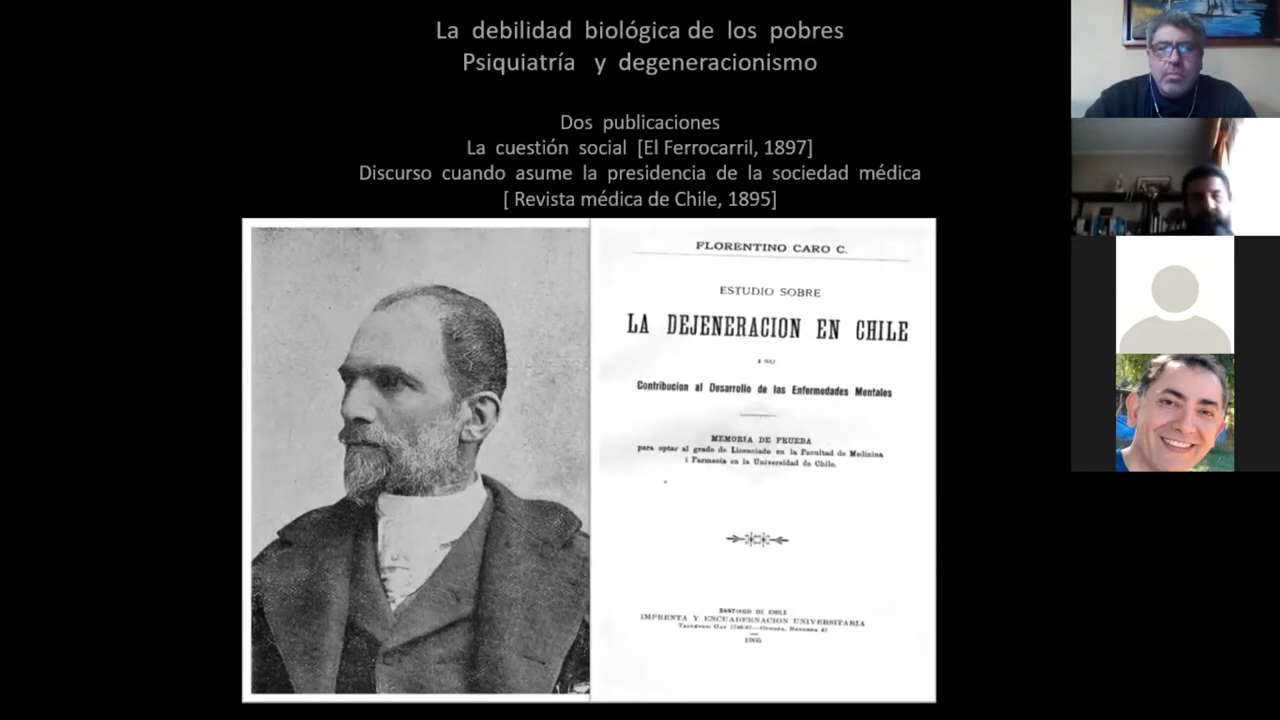 La debilidad biológica de los pobres
Psiquiatría y degeneracionismo
Dos publicaciones
La cuestión social [El Ferrocarril, 1897]
Discurso cuando asume la presidencia de la sociedad médica
[ Revista médica de Chile, 1895]
FLORENTINO CARO C.
ESTUDIO SOBRE
LA DEJENERACION EN CHILE
I SU
Contribucion al Desarrollo de las Enfermedades Mentales
MEMORIA DE PRUEBA
para optar al grado de Licenciado en la Facultad de Medicina
i Farmacia en la Universidad de Chile.
SANTIAGO DE CHILE
IMPRENTA Y ENCUADERNACION UNIVERSITARIA